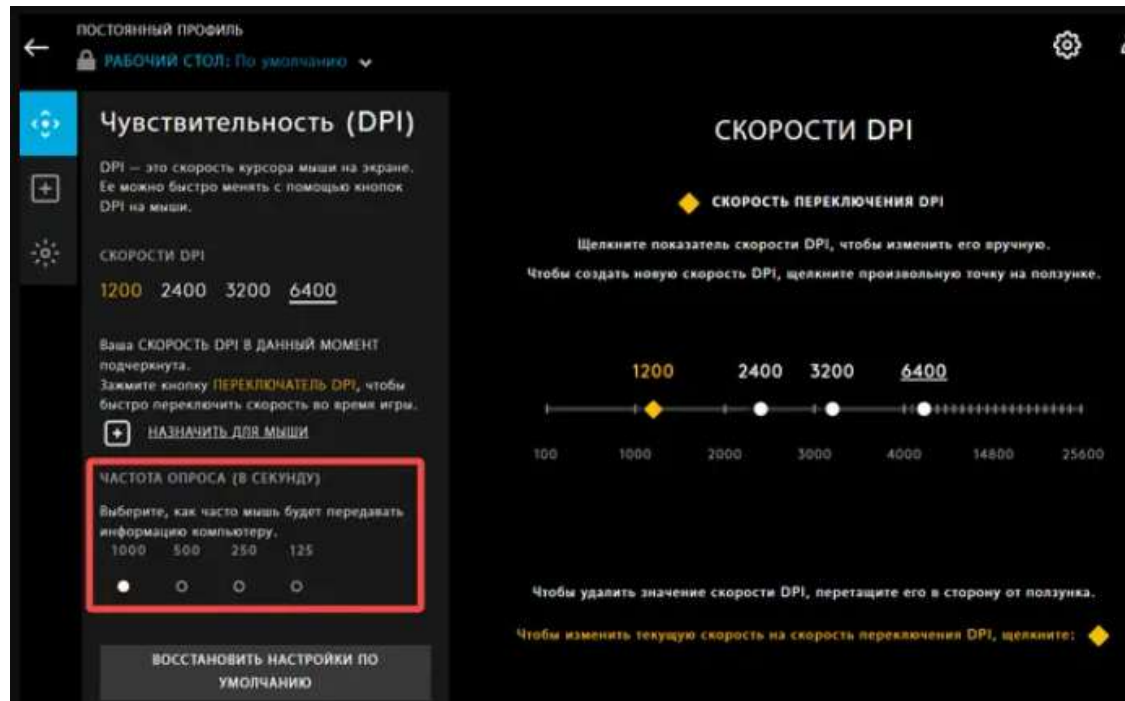 ПОСТОЯННЫЙ ПРОФИЛЬ
РАБОЧИЙ СТОЛ: По умолчанию
Чувствительность (DPI)
DPI — это скорость курсора мыши на экране.
Ее можно быстро менять с помощью кнопок
DPI на мыши.
СКОРОСТИ DPI
1200 2400 3200 6400
Ваша СКОРОСТЬ DPI В ДАННЫЙ МОМЕНТ
подчеркнута.
Зажмите кнопку ПЕРЕКЛЮЧАТЕЛЬ DPI, чтобы
быстро переключить скорость во время игры.
НАЗНАЧИТЬ ДЛЯ МЫШИ
ЧАСТОТА ОПРОСА (В СЕКУНДУ)
Выберите, как часто мышь будет передавать
информацию компьютеру.
1000 500 250 125
ВОССТАНОВИТЬ НАСТРОЙКИ ПО
УМОЛЧАНИЮ
СКОРОСТИ DPI
СКОРОСТЬ ПЕРЕКЛЮЧЕНИЯ DPI
Щелкните показатель скорости DPI, чтобы изменить его вручную.
Чтобы создать новую скорость DPI, щелкните произвольную точку на ползунке.
1200 2400 3200 6400
100 1000 2000 3000 4000 14800 25600
Чтобы удалить значение скорости DPI, перетащите его в сторону от ползунка.
Чтобы изменить текущую скорость на скорость переключения DPI, щелкните: